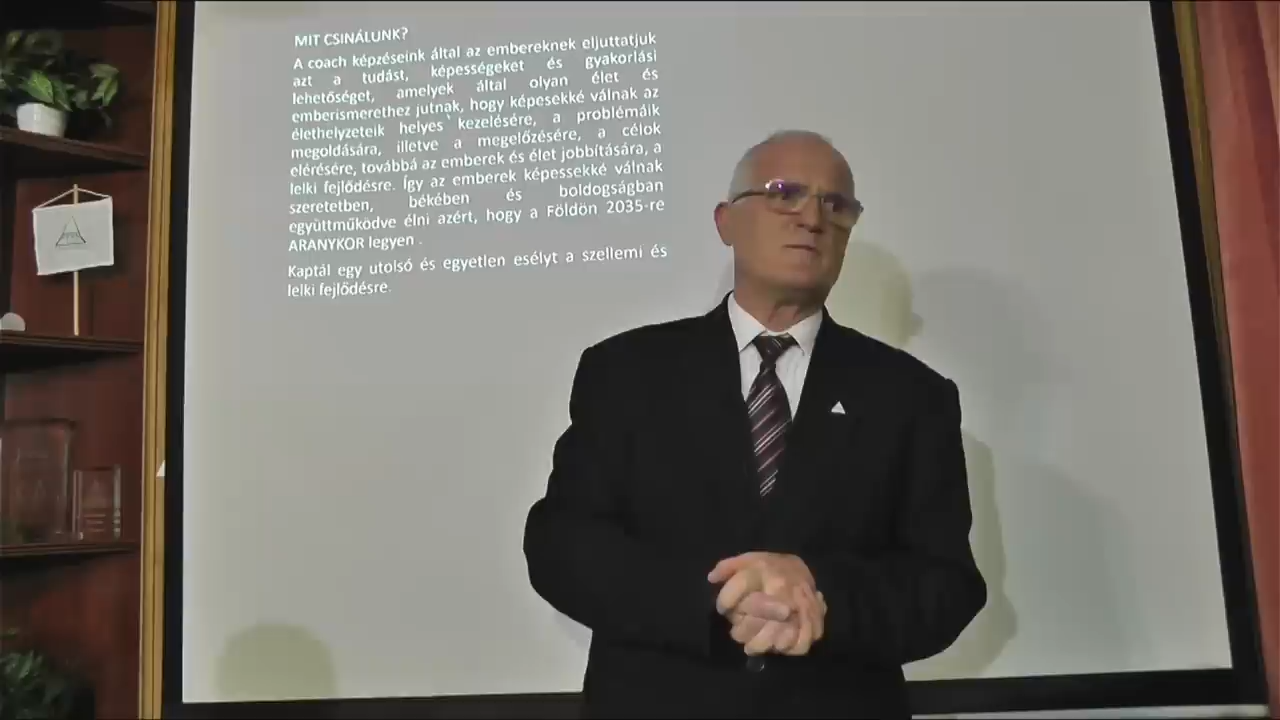 MIT CSINÁLUNK?
A coach képzéseink által az embereknek eljuttatjuk
azt a tudást, képességeket és gyakorlási
lehetőséget, amelyek által olyan élet és
emberismerethez jutnak, hogy képesekké válnak az
élethelyzeteik helyes kezelésére, a problémáik
megoldására, illetve a megelőzésére, a célok
elérésére, továbbá az emberek és élet jobbítására, a
lelki fejlődésre. Így az emberek képessekké válnak
szeretetben, békében és boldogságban
együttműködve élni azért, hogy a Földön 2035-re
ARANYKOR legyen .
Kaptál egy utolsó és egyetlen esélyt a szellemi és
lelki fejlődésre.